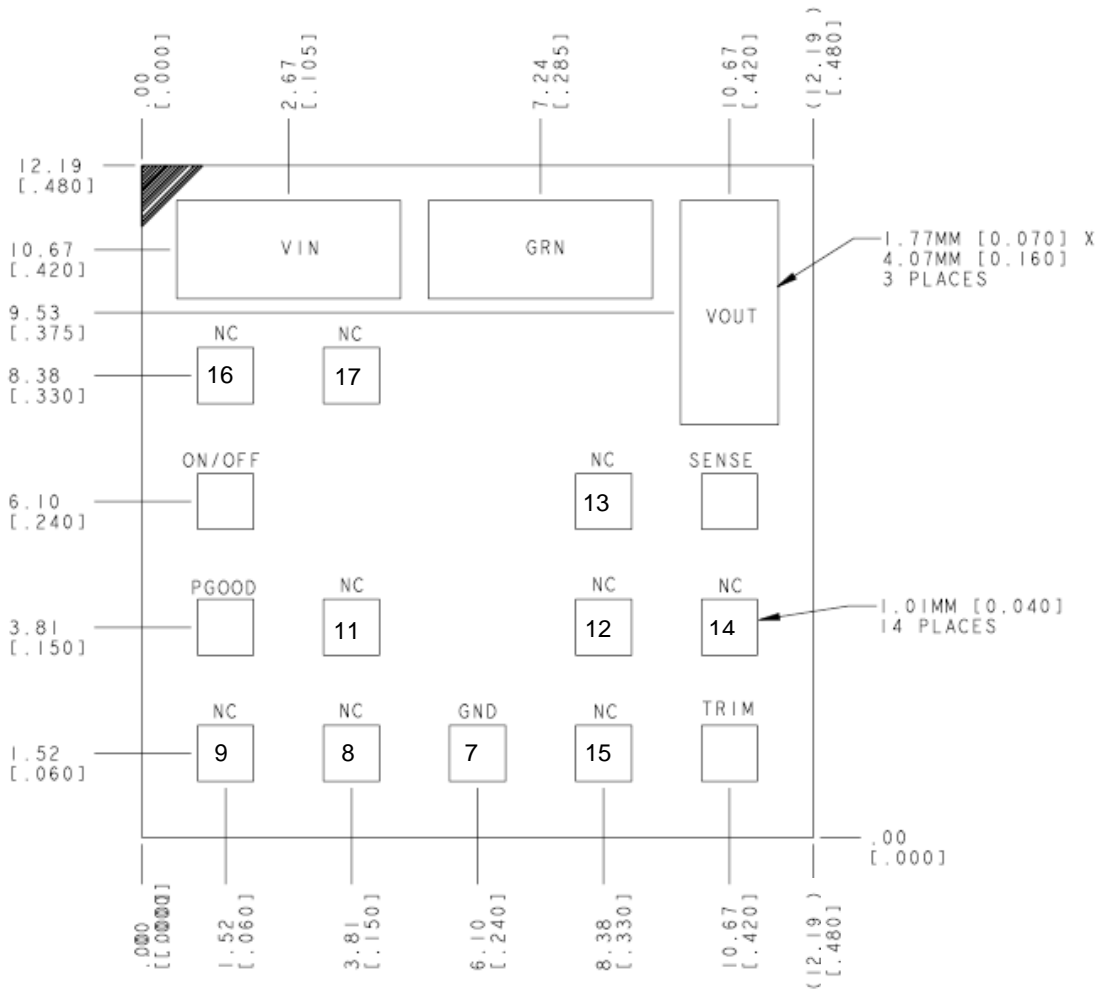 .00
[.000]
2.67
[.105]
7.24
[.285]
10.67
[.420]
(12.19 )
[.480]
12.19
[.480]
VIN
GRN
10.67
[.420]
1.77MM [0.070] X
4.07MM [0.160]
3 PLACES
9.53
[.375]
VOUT
NC
NC
8.38
[.330]
16
17
ON/OFF
NC
SENSE
6.10
[.240]
13
PGOOD
NC
NC
NC
3.81
[.150]
11
12
14
1.01MM [0.040]
14 PLACES
NC
NC
GND
NC
TRIM
1.52
[.060]
9
8
7
15
.00
[.000]
1.52
[.060]
3.81
[.150]
6.10
[.240]
8.38
[.330]
10.67
[.420]
(12.19 )
[.480]